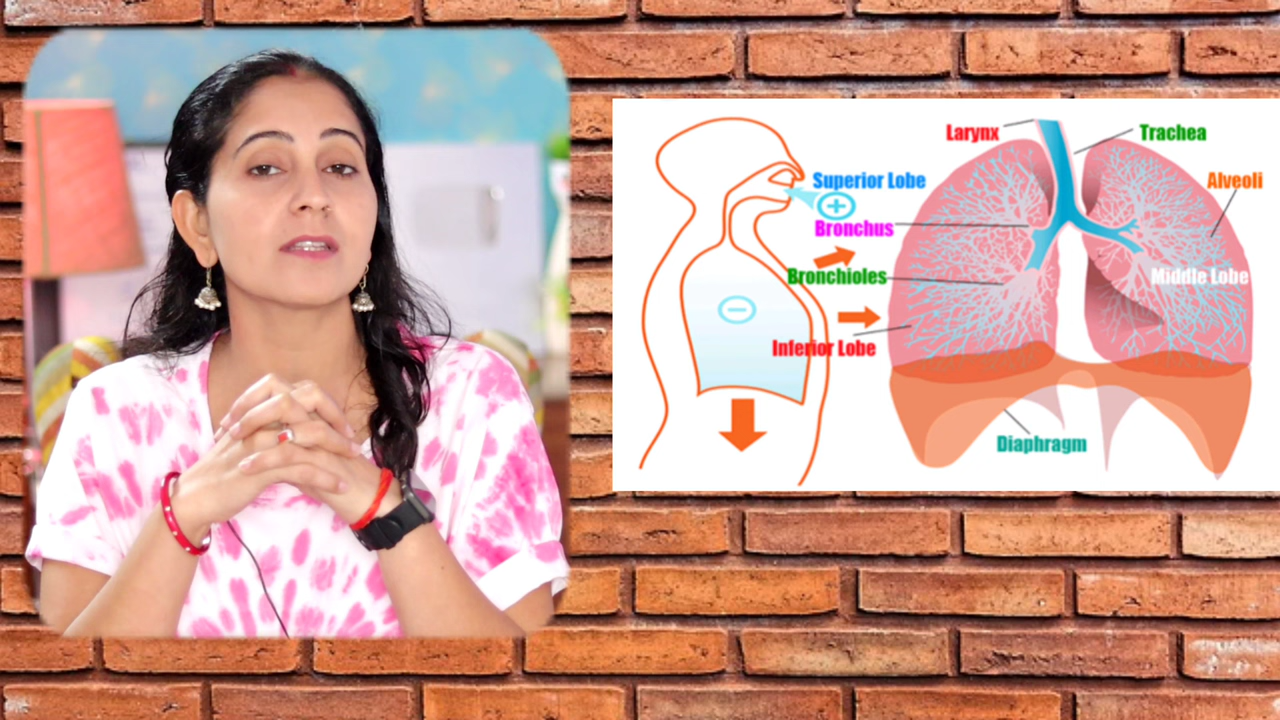 Larynx
Trachea
Superior Lobe
Alveoli
Bronchus
Bronchioles
Middle Lobe
Inferior Lobe
Diaphragm